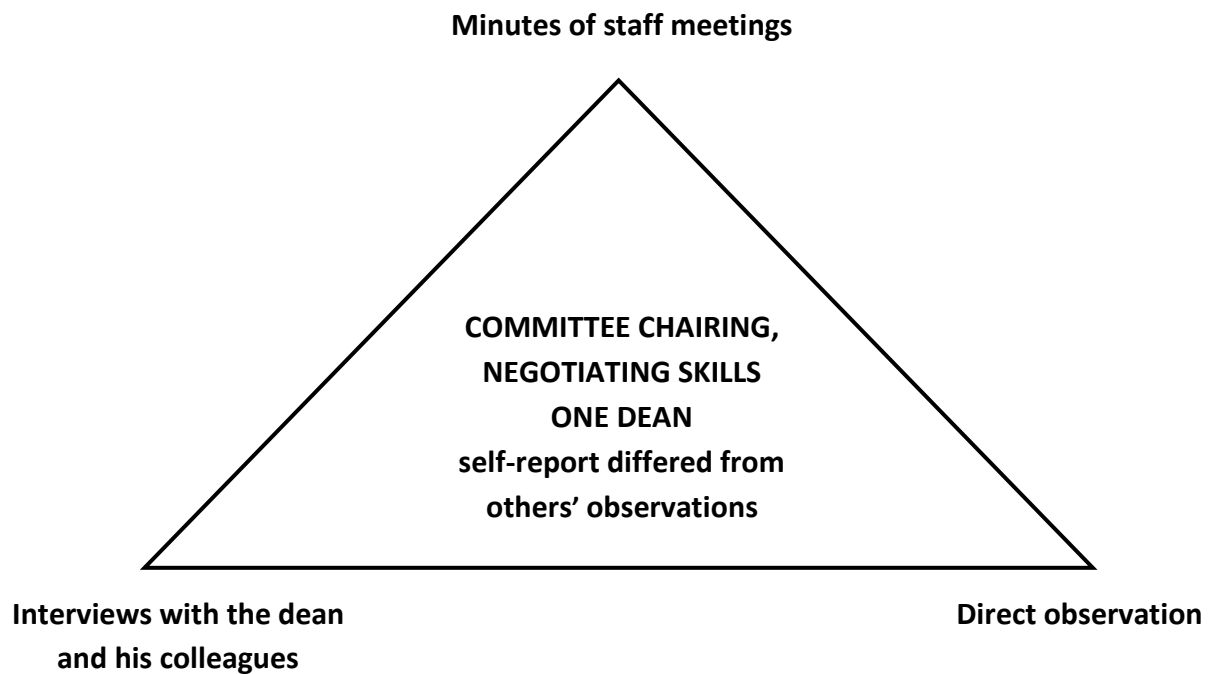 Minutes of staff meetings
COMMITTEE CHAIRING,
NEGOTIATING SKILLS
ONE DEAN
self-report differed from
others’ observations
Interviews with the dean
and his colleagues
Direct observation